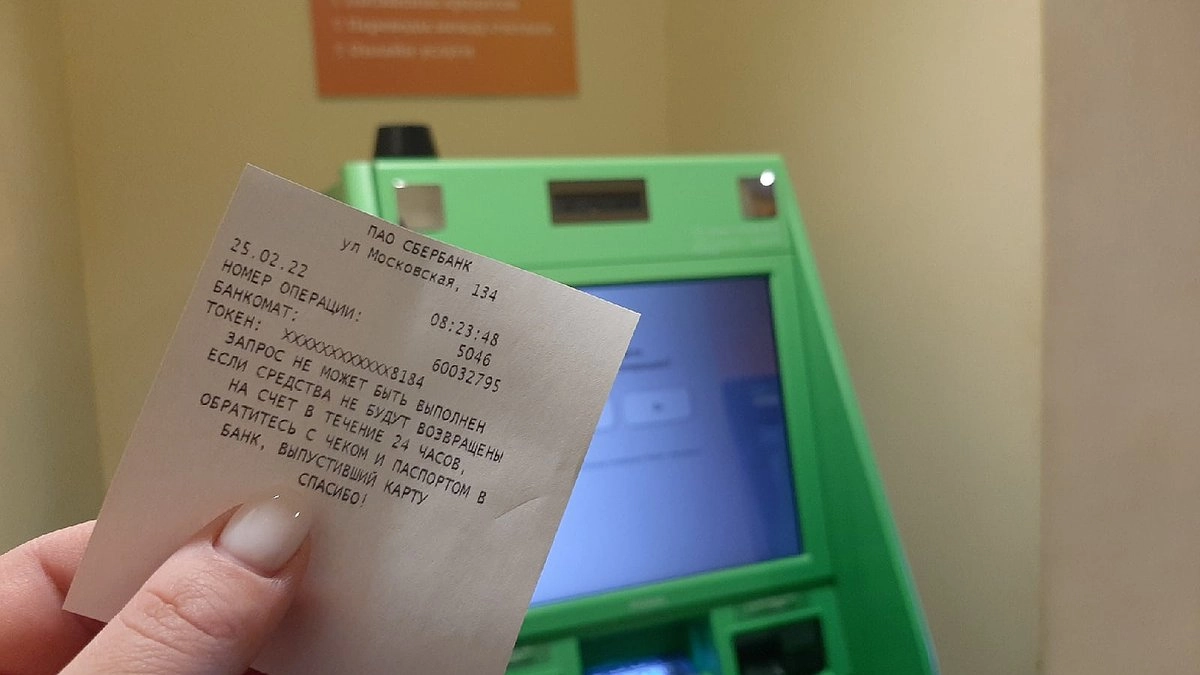 ПАО СБЕРБАНК
ул Московская, 134
25.02.22 08:23:48
НОМЕР ОПЕРАЦИИ: 5046
БАНКОМАТ: 60032795
ТОКЕН: XXXXXXXXXXXX8184
ЗАПРОС НЕ МОЖЕТ БЫТЬ ВЫПОЛНЕН
ЕСЛИ СРЕДСТВА НЕ БУДУТ ВОЗВРАЩЕНЫ
НА СЧЕТ В ТЕЧЕНИЕ 24 ЧАСОВ,
ОБРАТИТЕСЬ С ЧЕКОМ И ПАСПОРТОМ В
БАНК, ВЫПУСТИВШИЙ КАРТУ
СПАСИБО!